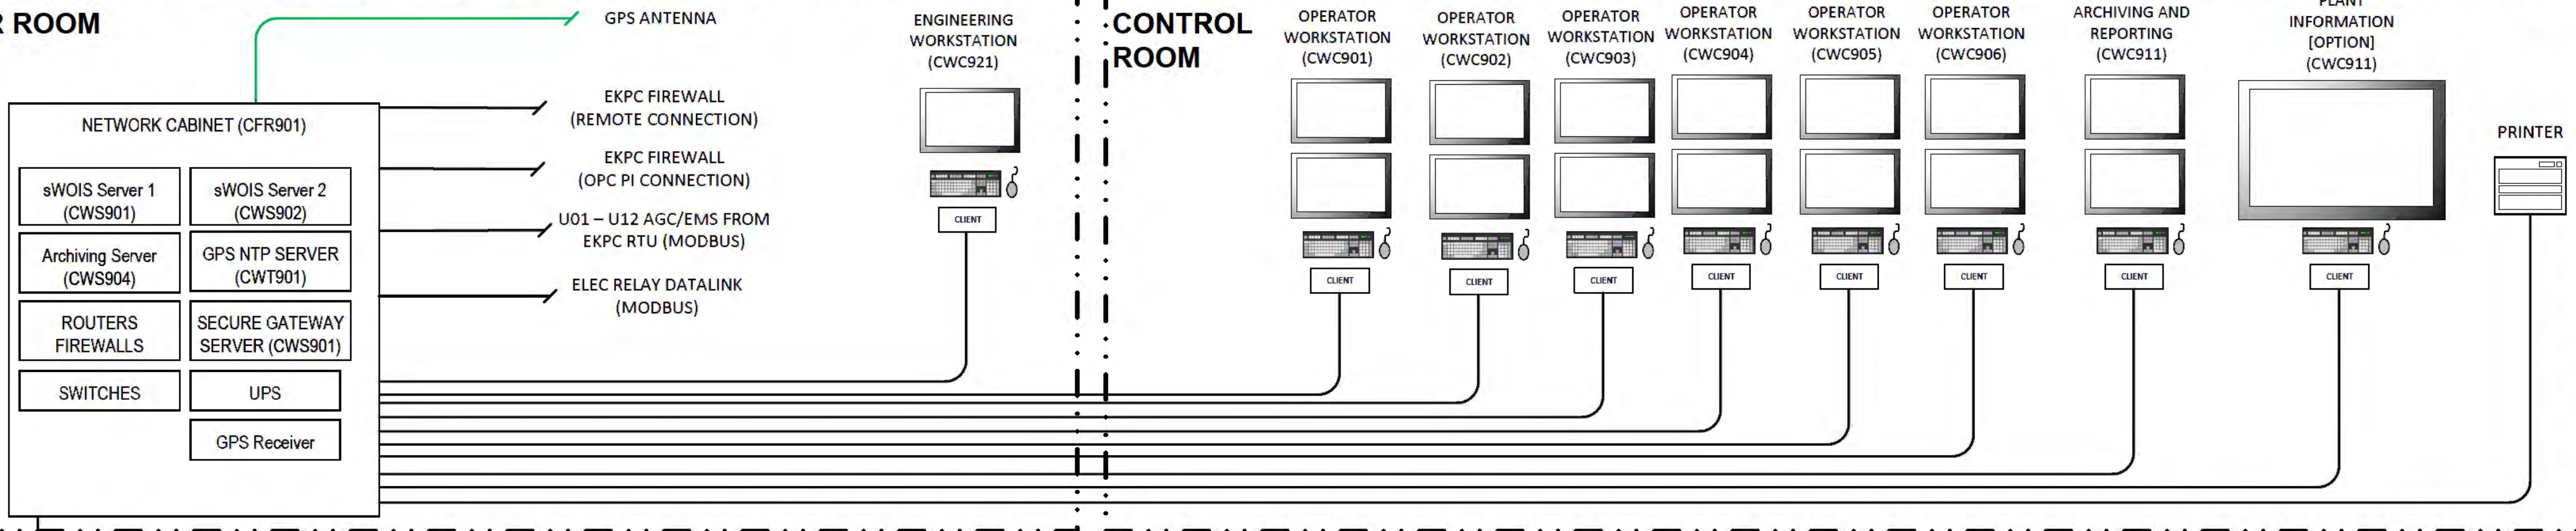 R ROOM
GPS ANTENNA
EKPC FIREWALL
(REMOTE CONNECTION)
EKPC FIREWALL
(OPC PI CONNECTION)
U01 – U12 AGC/EMS FROM
EKPC RTU (MODBUS)
ELEC RELAY DATALINK
(MODBUS)
NETWORK CABINET (CFR901)
sWOIS Server 1
(CWS901)
sWOIS Server 2
(CWS902)
Archiving Server
(CWS904)
GPS NTP SERVER
(CWT901)
ROUTERS
FIREWALLS
SECURE GATEWAY
SERVER (CWS901)
SWITCHES
UPS
GPS Receiver
ENGINEERING
WORKSTATION
(CWC921)
CLIENT
CONTROL
ROOM
OPERATOR
WORKSTATION
(CWC901)
CLIENT
OPERATOR
WORKSTATION
(CWC902)
CLIENT
OPERATOR
WORKSTATION
(CWC903)
CLIENT
OPERATOR
WORKSTATION
(CWC904)
CLIENT
OPERATOR
WORKSTATION
(CWC905)
CLIENT
OPERATOR
WORKSTATION
(CWC906)
CLIENT
ARCHIVING AND
REPORTING
(CWC911)
CLIENT
PLANT
INFORMATION
[OPTION]
(CWC911)
CLIENT
PRINTER